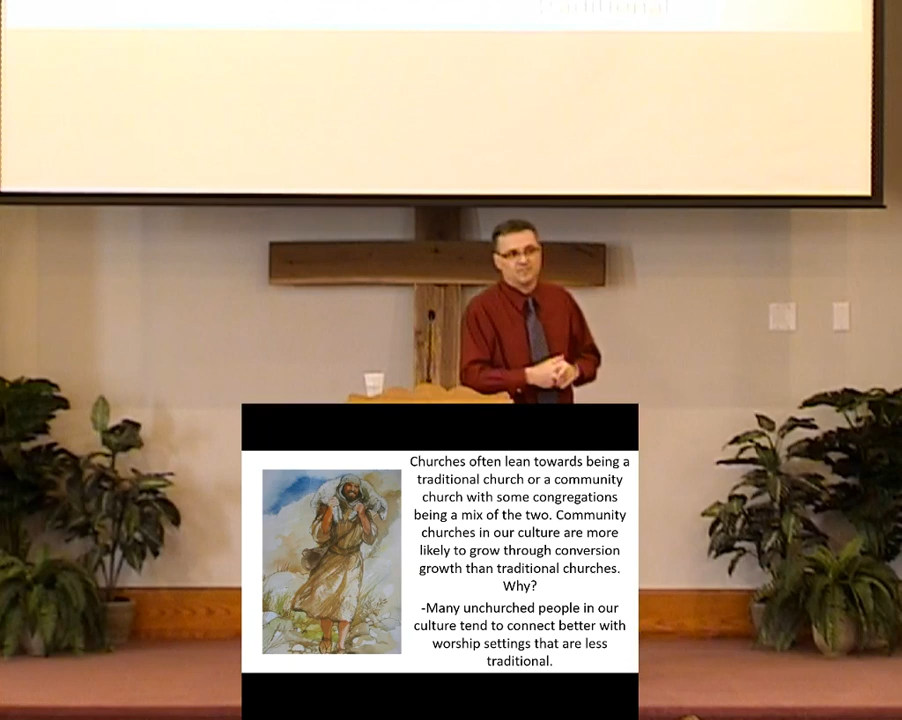 traditional
Churches often lean towards being a
traditional church or a community
church with some congregations
being a mix of the two. Community
churches in our culture are more
likely to grow through conversion
growth than traditional churches.
Why?
-Many unchurched people in our
culture tend to connect better with
worship settings that are less
traditional.